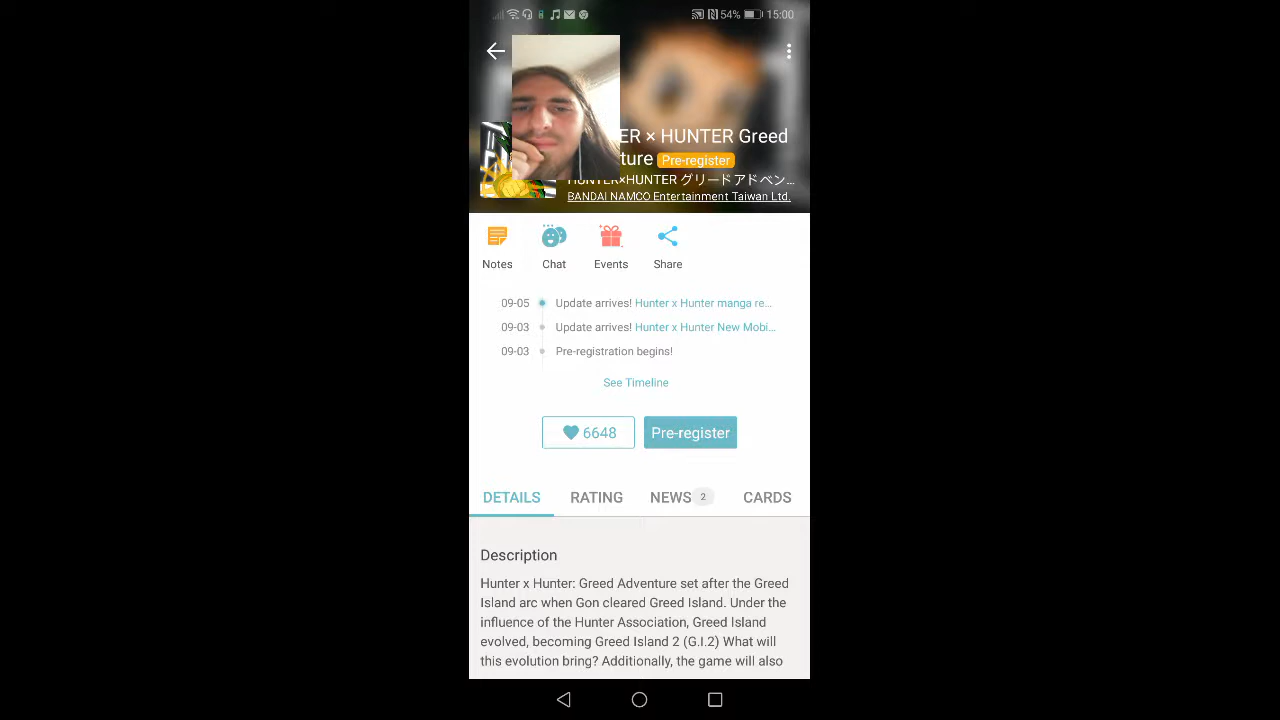 54% 15:00
ER × HUNTER Greed
ture Pre-register
HUNTER×HUNTER グリードアドベン...
BANDAI NAMCO Entertainment Taiwan Ltd.
Notes Chat Events Share
09-05 Update arrives! Hunter x Hunter manga re...
09-03 Update arrives! Hunter x Hunter New Mobi...
09-03 Pre-registration begins!
See Timeline
6648 Pre-register
DETAILS RATING NEWS 2 CARDS
Description
Hunter x Hunter: Greed Adventure set after the Greed
Island arc when Gon cleared Greed Island. Under the
influence of the Hunter Association, Greed Island
evolved, becoming Greed Island 2 (G.I.2) What will
this evolution bring? Additionally, the game will also